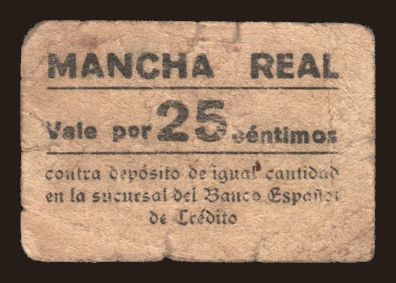 MANCHA REAL
Vale por 25 céntimos
contra depósito de igual cantidad
en la sucursal del Banco Español
de Crédito